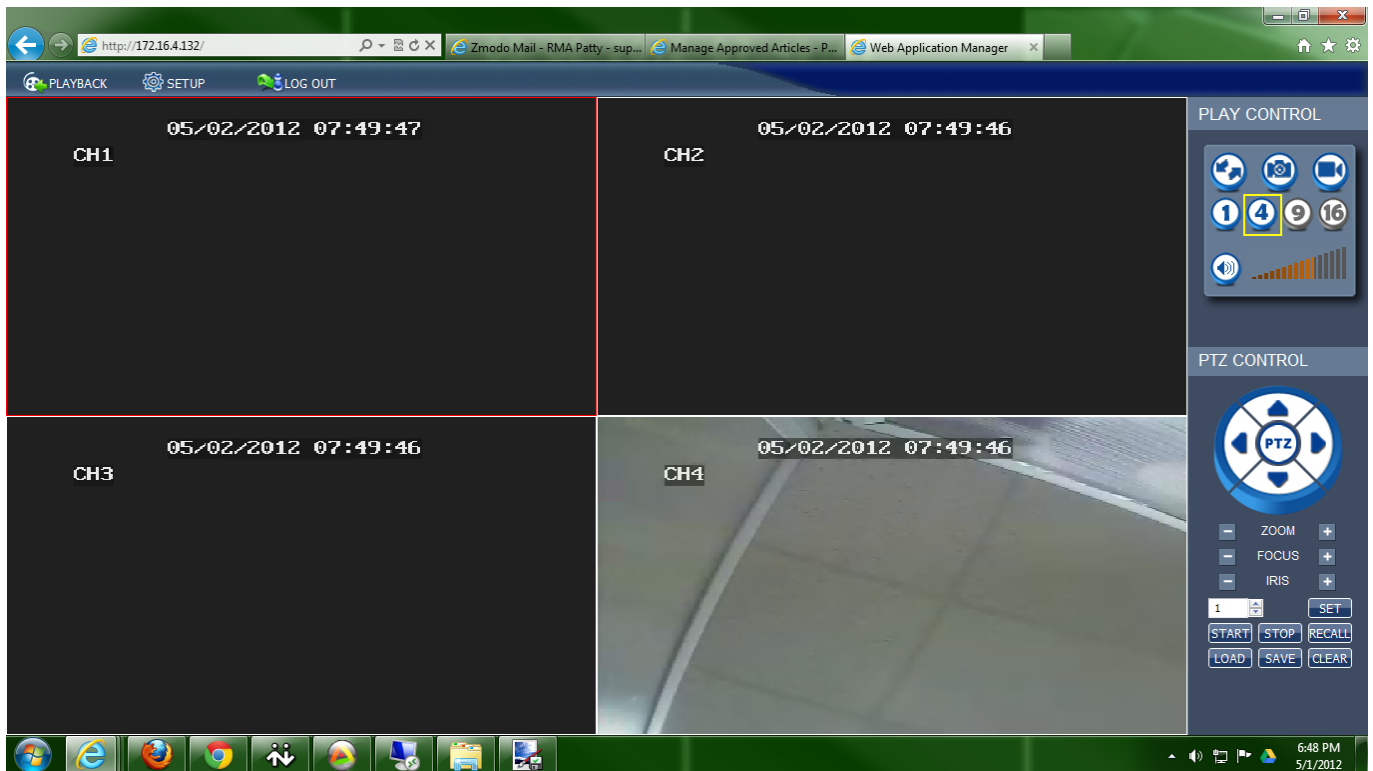 http://172.16.4.132/
Zmodo Mail - RMA Patty - sup...
Manage Approved Articles - P...
Web Application Manager
PLAYBACK
SETUP
LOG OUT
05/02/2012 07:49:47
CH1
05/02/2012 07:49:46
CH2
05/02/2012 07:49:46
CH3
05/02/2012 07:49:46
CH4
PLAY CONTROL
1 4 9 16
PTZ CONTROL
PTZ
- ZOOM +
- FOCUS +
- IRIS +
1 SET
START STOP RECALL
LOAD SAVE CLEAR
6:48 PM
5/1/2012